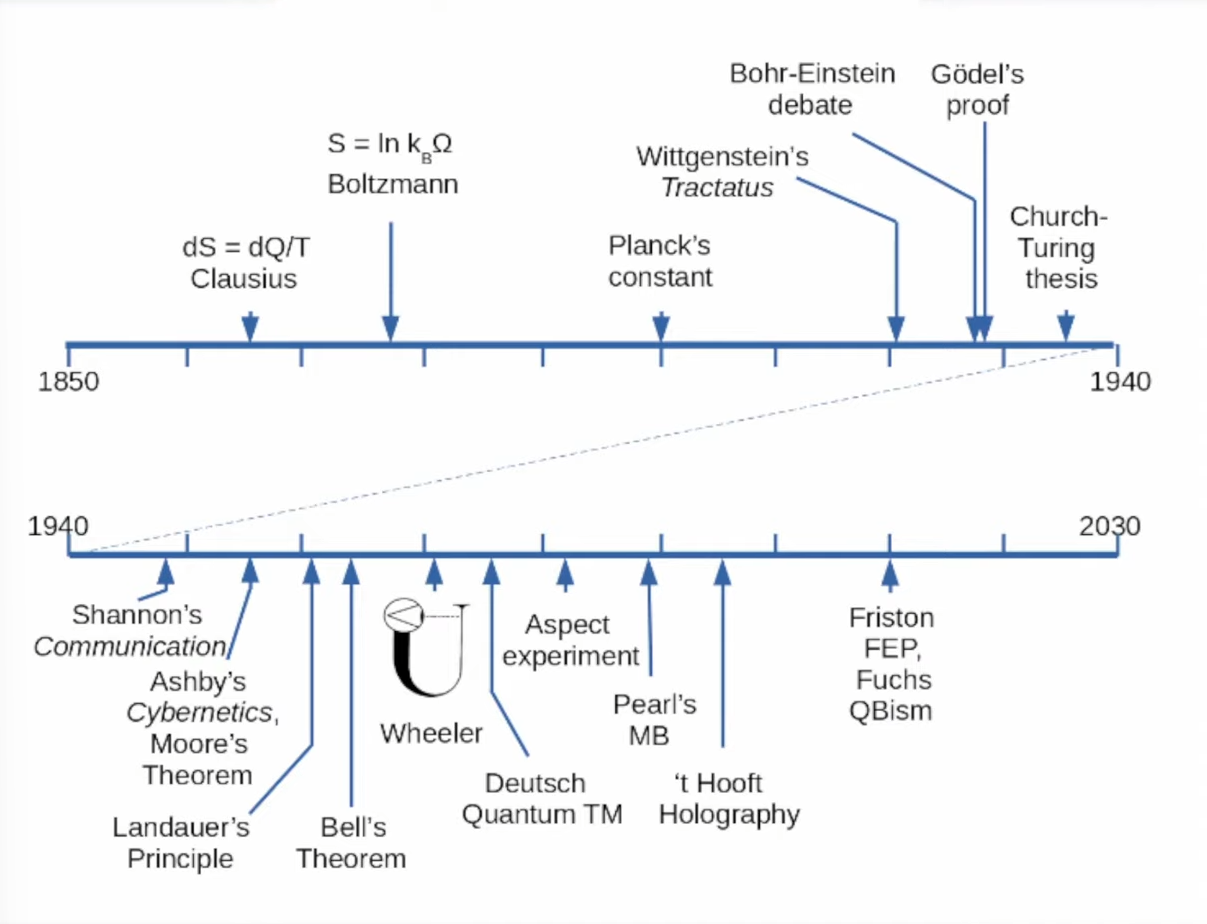 Bohr-Einstein
debate
Gödel’s
proof
S = ln k_BΩ
Boltzmann
Wittgenstein’s
Tractatus
Church-
Turing
thesis
dS = dQ/T
Clausius
Planck’s
constant
1850
1940
1940
2030
Shannon’s
Communication
Ashby’s
Cybernetics,
Moore’s
Theorem
Landauer’s
Principle
Bell’s
Theorem
Wheeler
Deutsch
Quantum TM
Aspect
experiment
Pearl’s
MB
‘t Hooft
Holography
Friston
FEP,
Fuchs
QBism